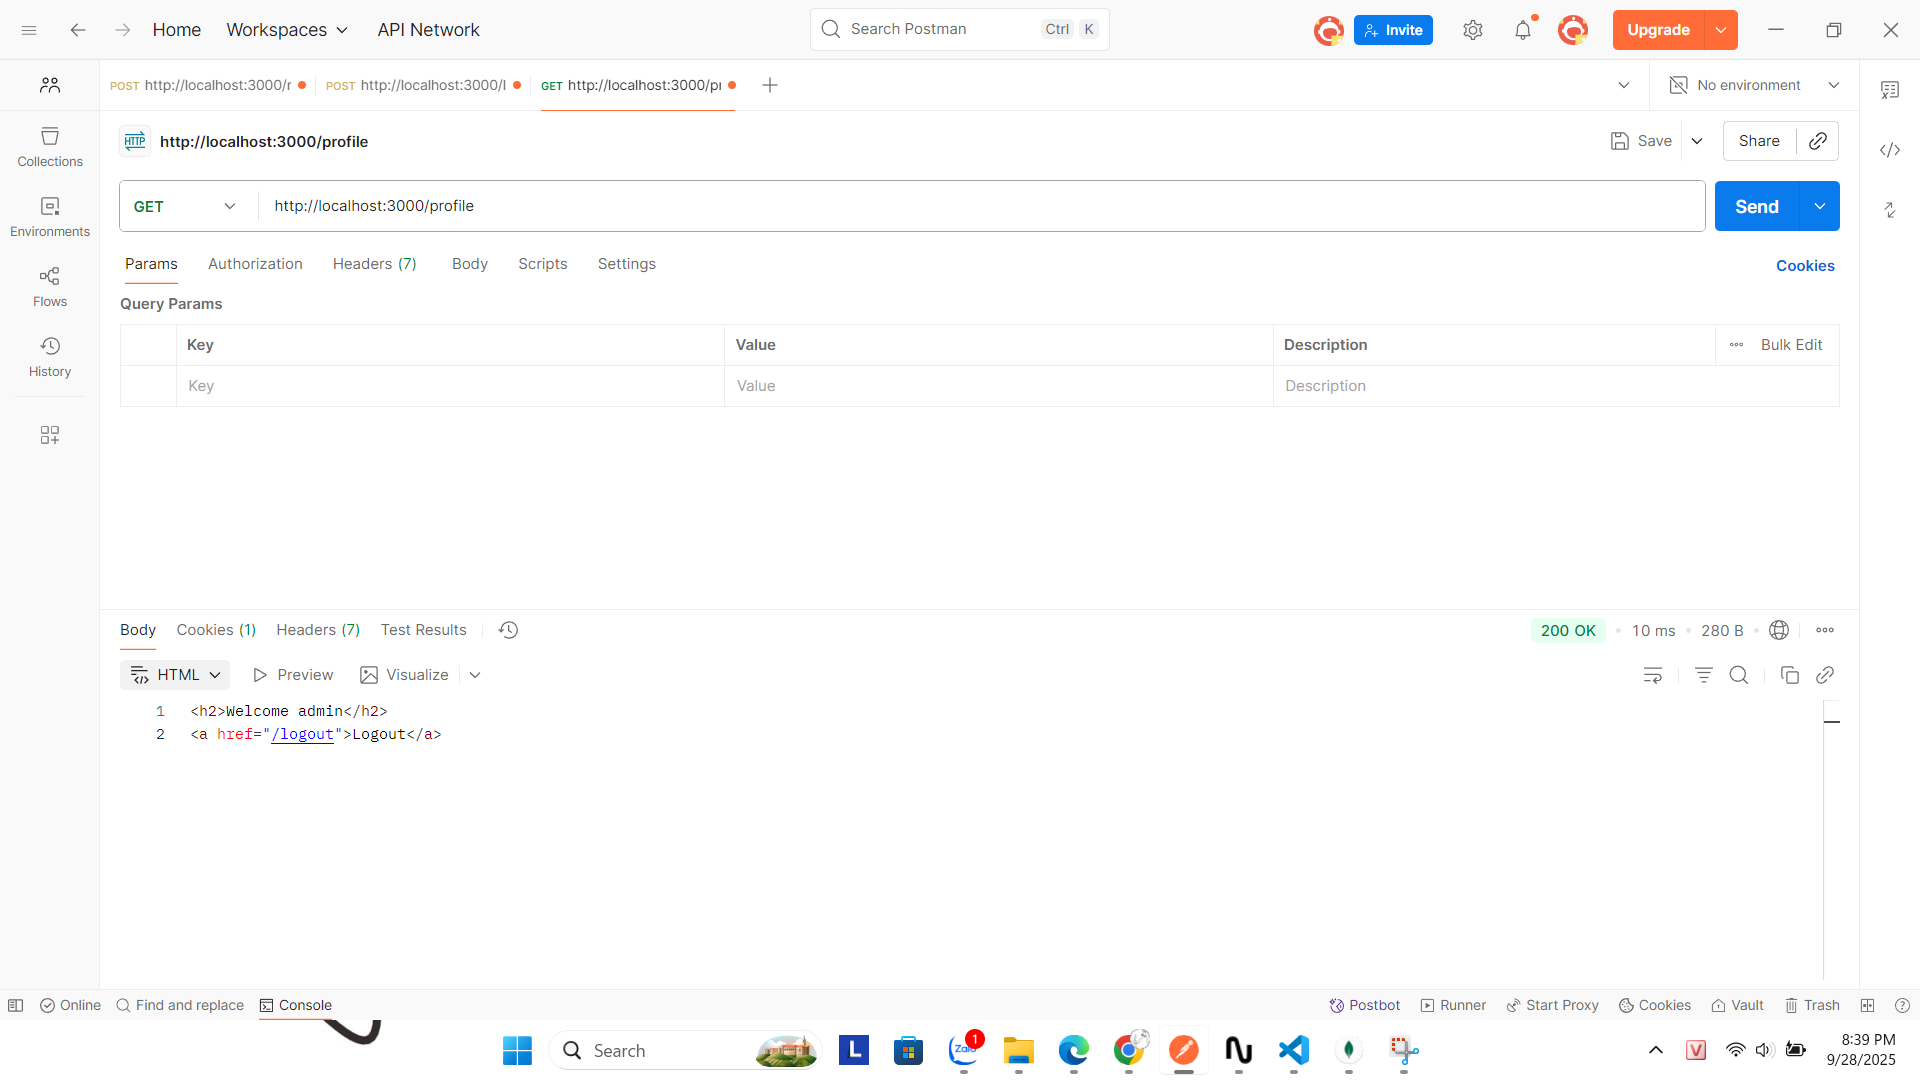 Home
Workspaces
API Network
Search Postman
Ctrl
K
Invite
Upgrade
POST http://localhost:3000/r
POST http://localhost:3000/l
GET http://localhost:3000/pr
No environment
HTTP
http://localhost:3000/profile
Save
Share
Collections
Environments
Flows
History
GET
http://localhost:3000/profile
Send
Params
Authorization
Headers (7)
Body
Scripts
Settings
Cookies
Query Params
Key
Value
Description
Bulk Edit
Key
Value
Description
Body
Cookies (1)
Headers (7)
Test Results
200 OK
10 ms
280 B
HTML
Preview
Visualize
1 <h2>Welcome admin</h2>
2 <a href="/logout">Logout</a>
Online
Find and replace
Console
Postbot
Runner
Start Proxy
Cookies
Vault
Trash
Search
L
Zalo
1
V
8:39 PM
9/28/2025